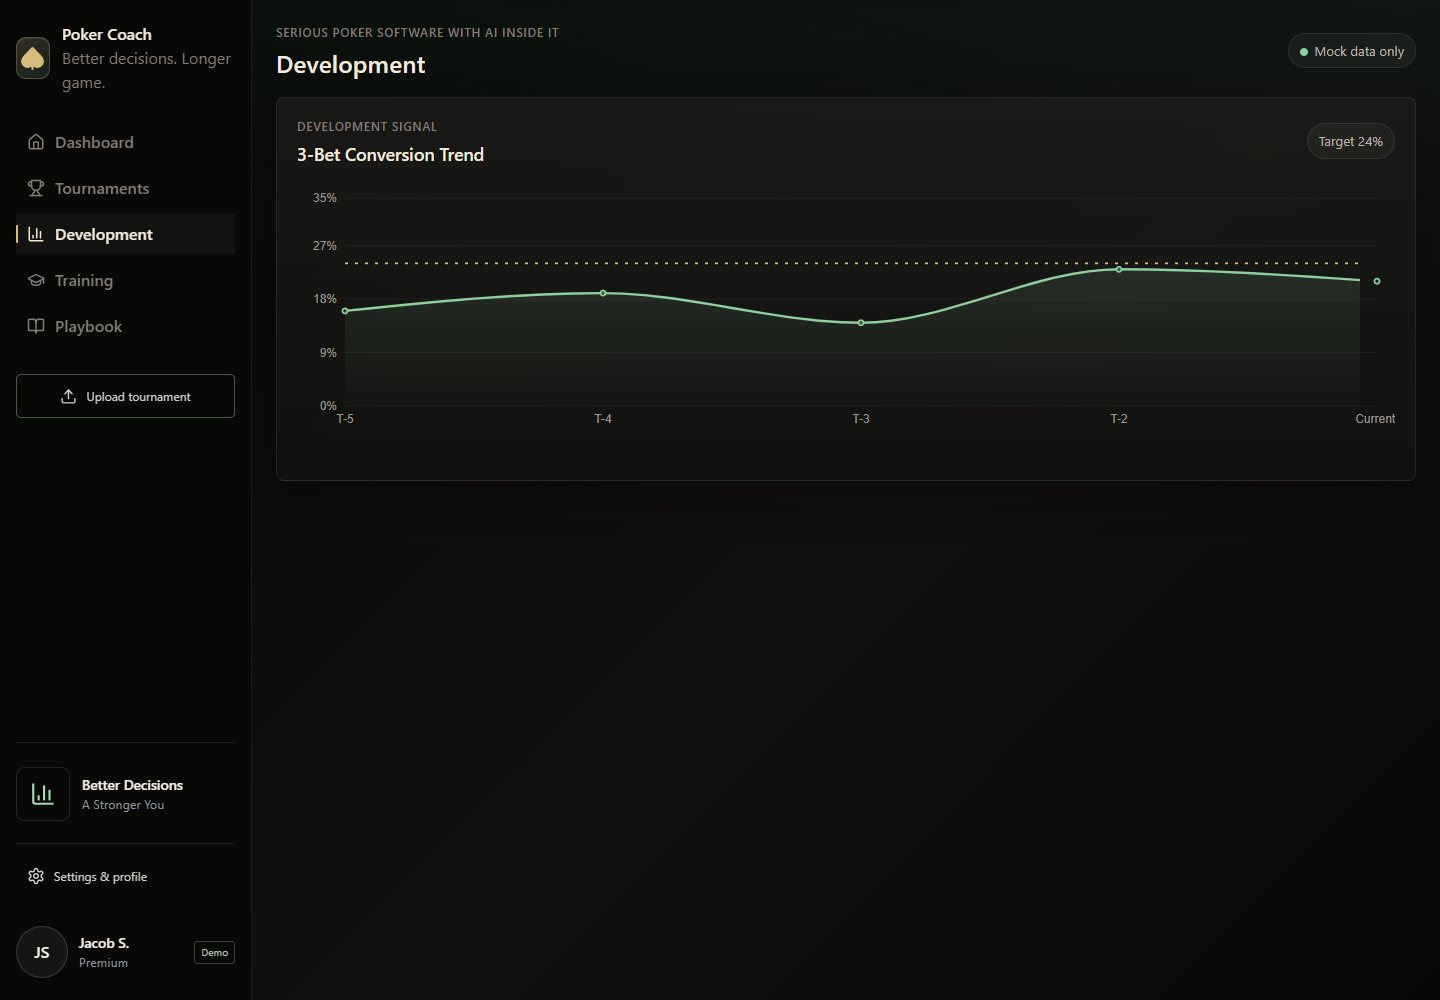 Poker Coach
Better decisions. Longer
game.
Dashboard
Tournaments
Development
Training
Playbook
Upload tournament
Better Decisions
A Stronger You
Settings & profile
JS
Jacob S.
Premium
Demo
SERIOUS POKER SOFTWARE WITH AI INSIDE IT
Development
Mock data only
DEVELOPMENT SIGNAL
3-Bet Conversion Trend
Target 24%
35%
27%
18%
9%
0%
T-5
T-4
T-3
T-2
Current